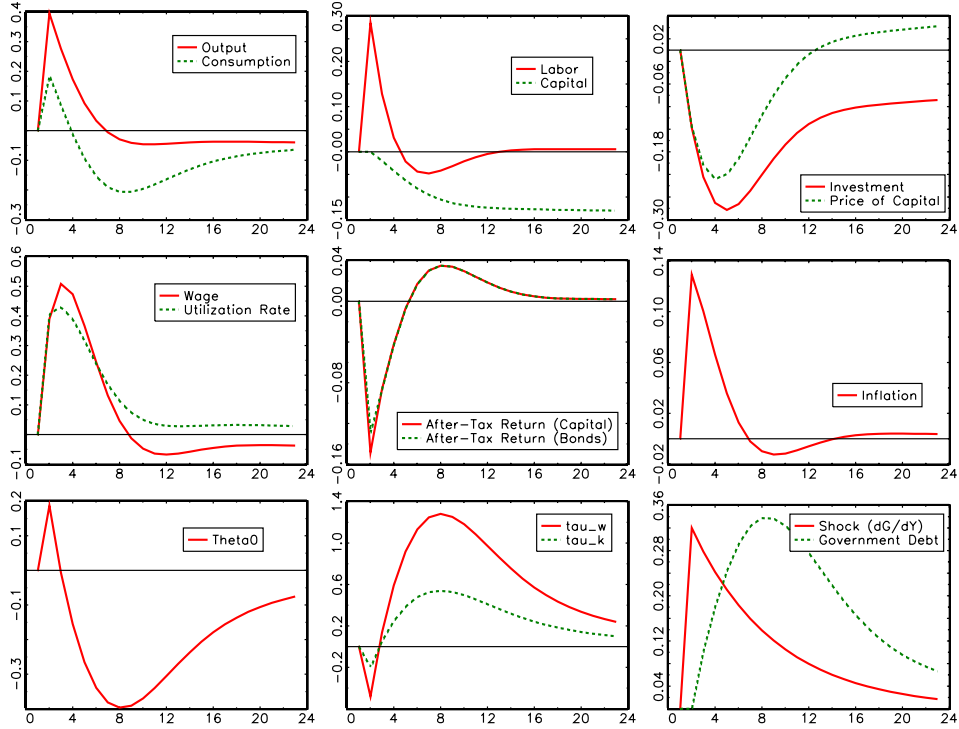 0.4
0.3
0.2
0.1
-0.1
-0.3
Output
Consumption
0 4 8 12 16 20 24
0.30
0.20
0.10
-0.00
-0.15
Labor
Capital
0 4 8 12 16 20 24
0.02
-0.06
-0.18
-0.30
Investment
Price of Capital
0 4 8 12 16 20 24
0.6
0.5
0.4
0.3
0.2
0.1
-0.1
Wage
Utilization Rate
0 4 8 12 16 20 24
0.04
0.00
-0.08
-0.16
After-Tax Return (Capital)
After-Tax Return (Bonds)
0 4 8 12 16 20 24
0.14
0.10
0.06
0.02
-0.02
Inflation
0 4 8 12 16 20 24
0.2
0.1
-0.1
-0.3
Theta0
0 4 8 12 16 20 24
1.4
1.0
0.6
0.2
-0.2
tau_w
tau_k
0 4 8 12 16 20 24
0.36
0.28
0.20
0.12
0.04
Shock (dG/dY)
Government Debt
0 4 8 12 16 20 24